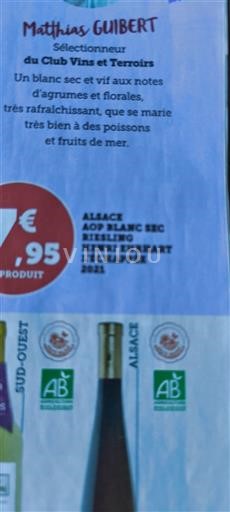 Matthias GUIBERT
Sélectionneur
du Club Vins et Terroirs
Un blanc sec et vif aux notes
d'agrumes et florales,
très rafraîchissant, que se marie
très bien à des poissons
et fruits de mer.
7€
,95
PRODUIT
ALSACE
AOP BLANC SEC
RIESLING
2021
VINIOU
SUD-OUEST
ALSACE
AB
AB